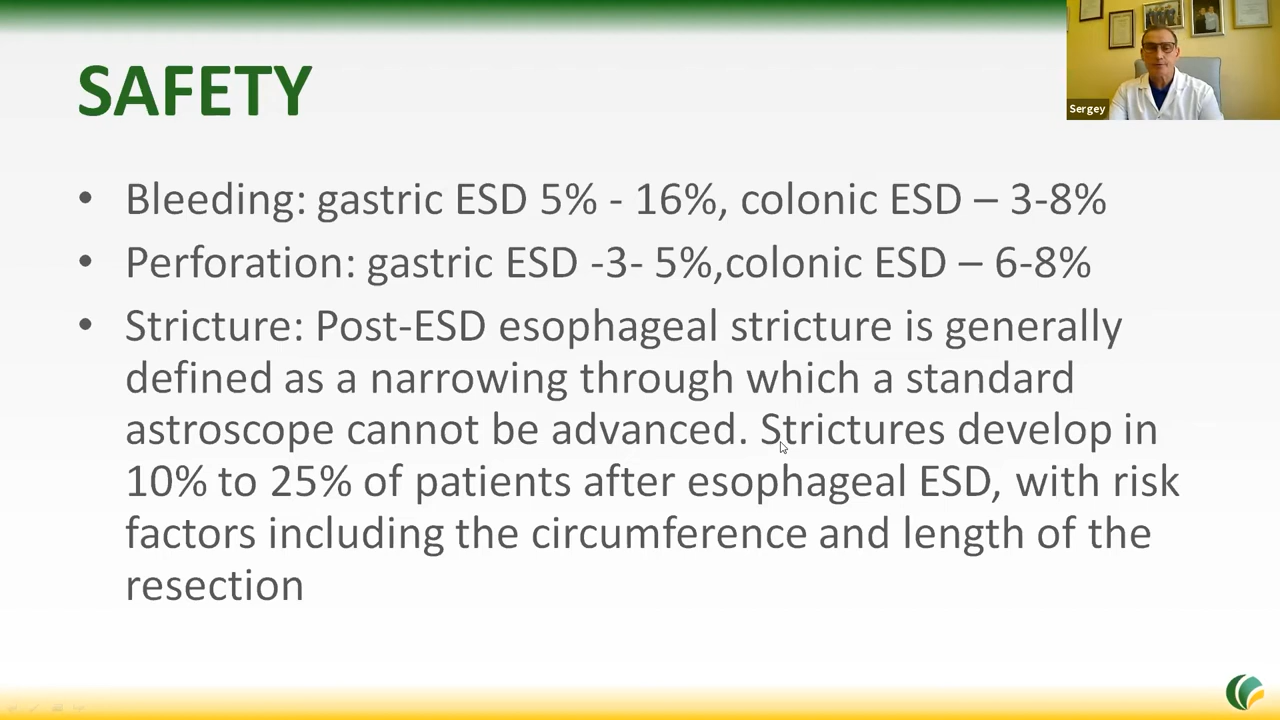 SAFETY
Sergey
• Bleeding: gastric ESD 5% - 16%, colonic ESD – 3-8%
• Perforation: gastric ESD -3- 5%,colonic ESD – 6-8%
• Stricture: Post-ESD esophageal stricture is generally
defined as a narrowing through which a standard
astroscope cannot be advanced. Strictures develop in
10% to 25% of patients after esophageal ESD, with risk
factors including the circumference and length of the
resection